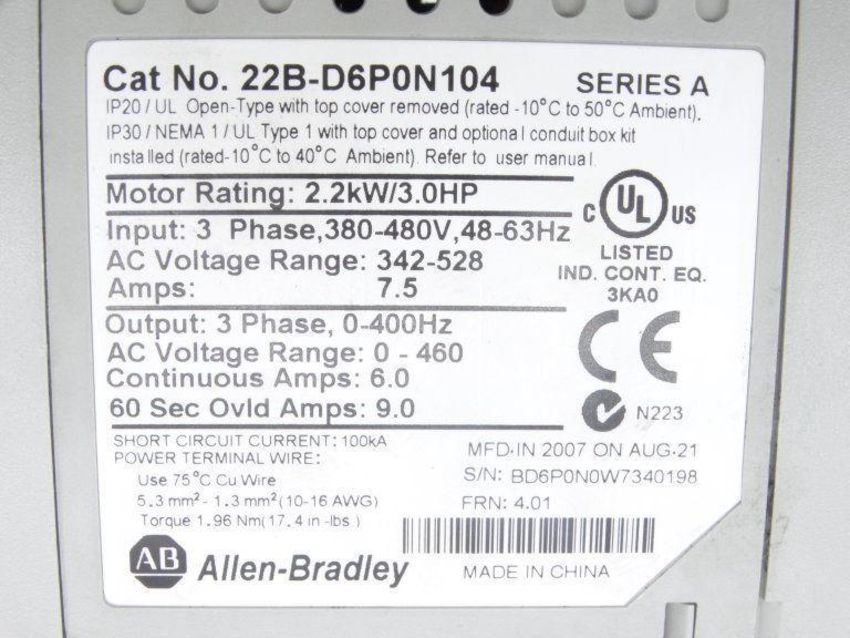 Cat No. 22B-D6P0N104 SERIES A
IP20 / UL Open-Type with top cover removed (rated -10°C to 50°C Ambient).
IP30 / NEMA 1 / UL Type 1 with top cover and optional conduit box kit
installed (rated-10°C to 40°C Ambient). Refer to user manual.
Motor Rating: 2.2kW/3.0HP
Input: 3 Phase,380-480V,48-63Hz
AC Voltage Range: 342-528
Amps: 7.5
C UL US
LISTED
IND. CONT. EQ.
3KA0
Output: 3 Phase, 0-400Hz
AC Voltage Range: 0 - 460
Continuous Amps: 6.0
60 Sec Ovld Amps: 9.0
CE
N223
SHORT CIRCUIT CURRENT: 100kA
POWER TERMINAL WIRE:
Use 75°C Cu Wire
5.3 mm² - 1.3 mm² (10-16 AWG)
Torque 1.96 Nm(17.4 in -lbs.)
MFD.IN 2007 ON AUG.21
S/N: BD6P0N0W7340198
FRN: 4.01
AB Allen-Bradley
MADE IN CHINA